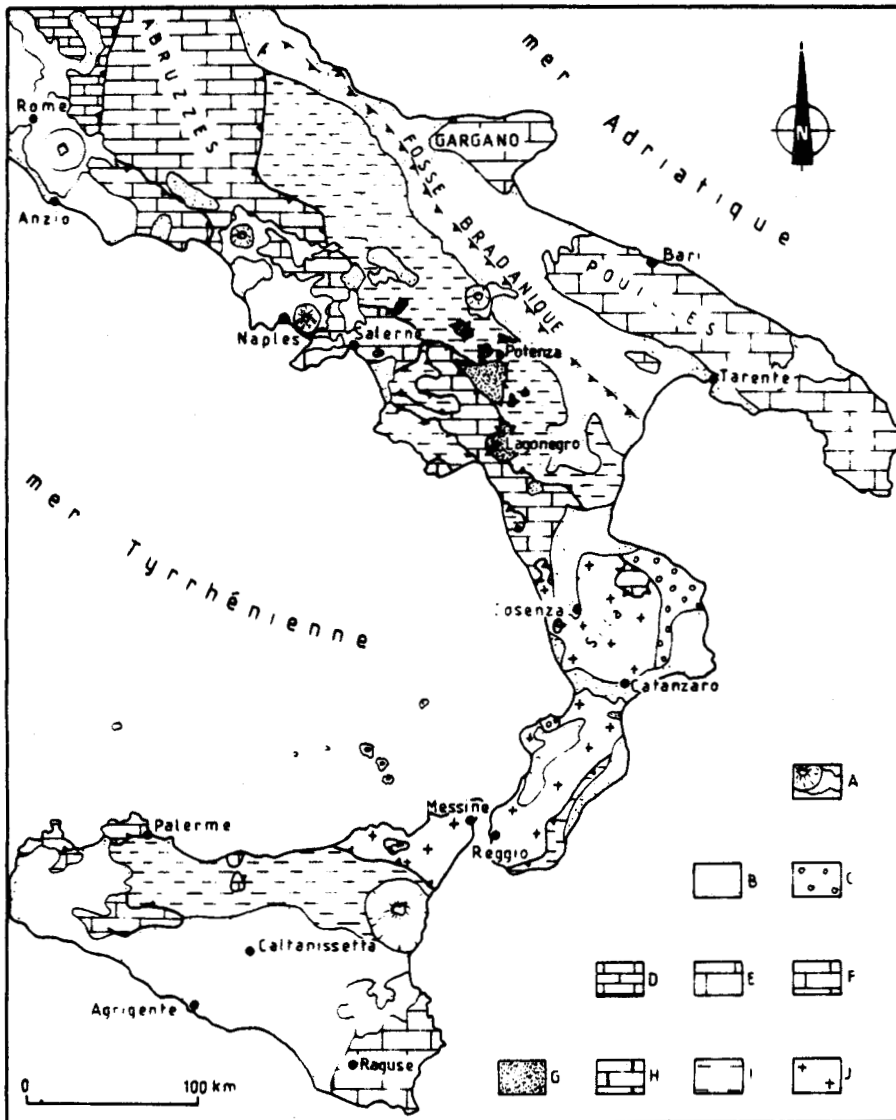 mer Adriatique
ABRUZZES
Rome
N
FOSSE BRADANIQUE
GARGANO
Anzio
Bari
POUILLES
Naples
Salerne
Potenza
Tarente
Lagonegro
mer Tyrrhénienne
Cosenza
Catanzaro
A
Messine
Palerme
Reggio
B
C
Caltanissetta
D
E
F
Agrigente
Raguse
G
H
I
J
0 100 km